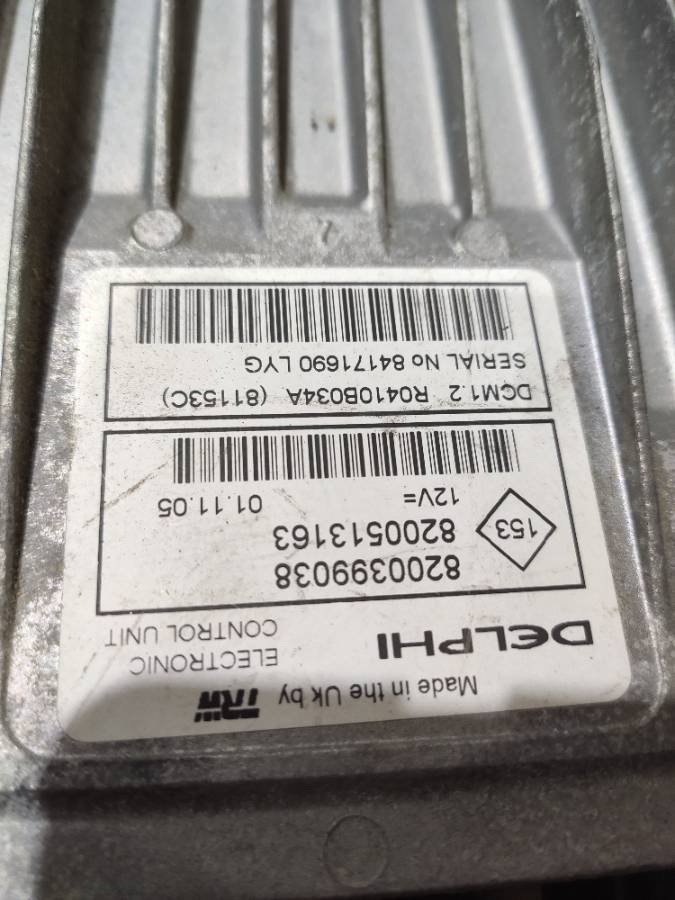 Made in the Uk by TRW
DELPHI
ELECTRONIC
CONTROL UNIT
8200399038
8200513163
153
12V=
01.11.05
DCM1.2 R0410B034A (81153C)
SERIAL No 84171690 LYG